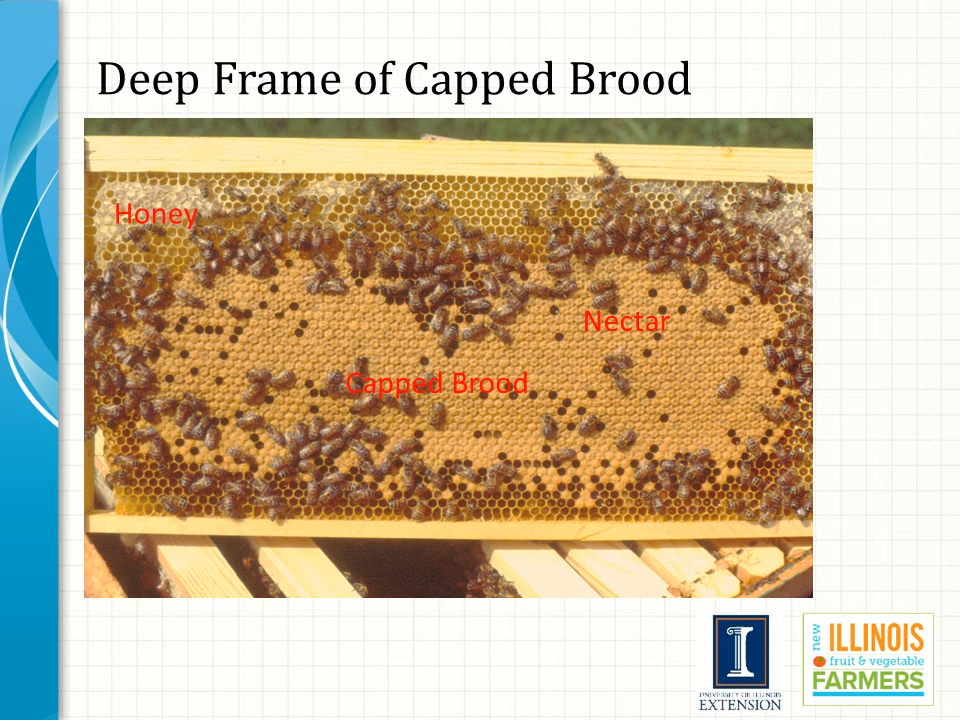 Deep Frame of Capped Brood
Honey
Nectar
Capped Brood
UNIVERSITY OF ILLINOIS
EXTENSION
new
ILLINOIS
fruit & vegetable
FARMERS